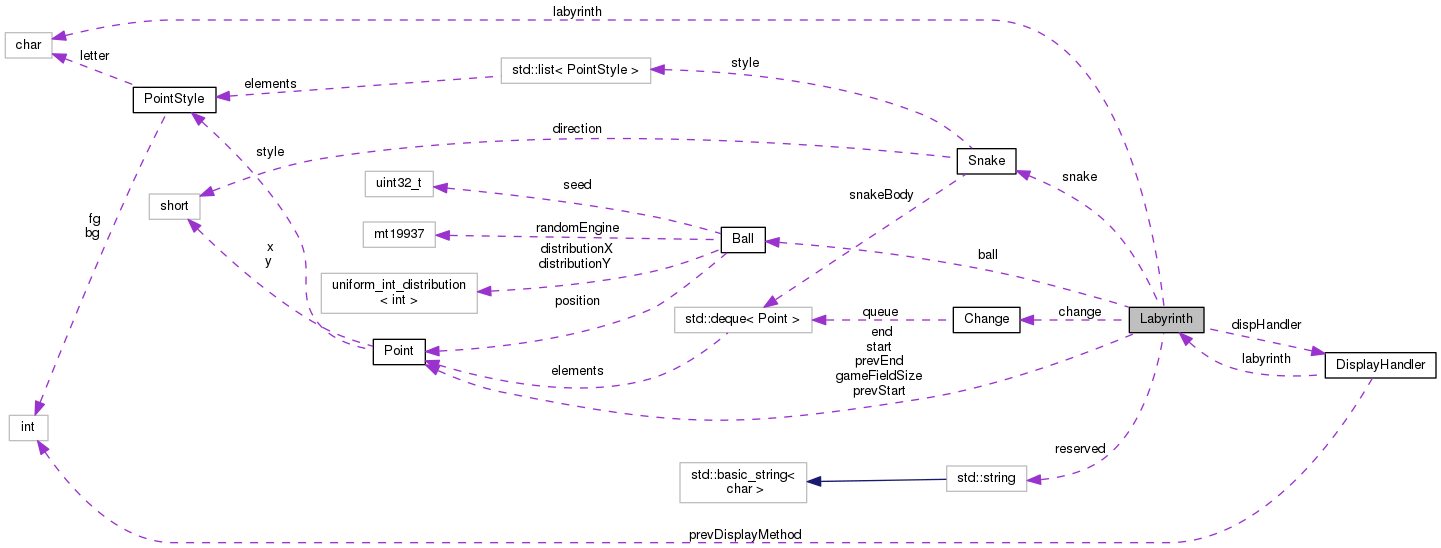 labyrinth
char
letter
std::list< PointStyle >
style
elements
PointStyle
direction
style
Snake
uint32_t
seed
snakeBody
snake
short
fg
bg
mt19937
randomEngine
Ball
x
y
distributionX
distributionY
ball
uniform_int_distribution
< int >
position
std::deque< Point >
queue
Change
change
Labyrinth
dispHandler
end
start
prevEnd
gameFieldSize
prevStart
Point
elements
labyrinth
DisplayHandler
int
reserved
std::basic_string<
char >
std::string
prevDisplayMethod